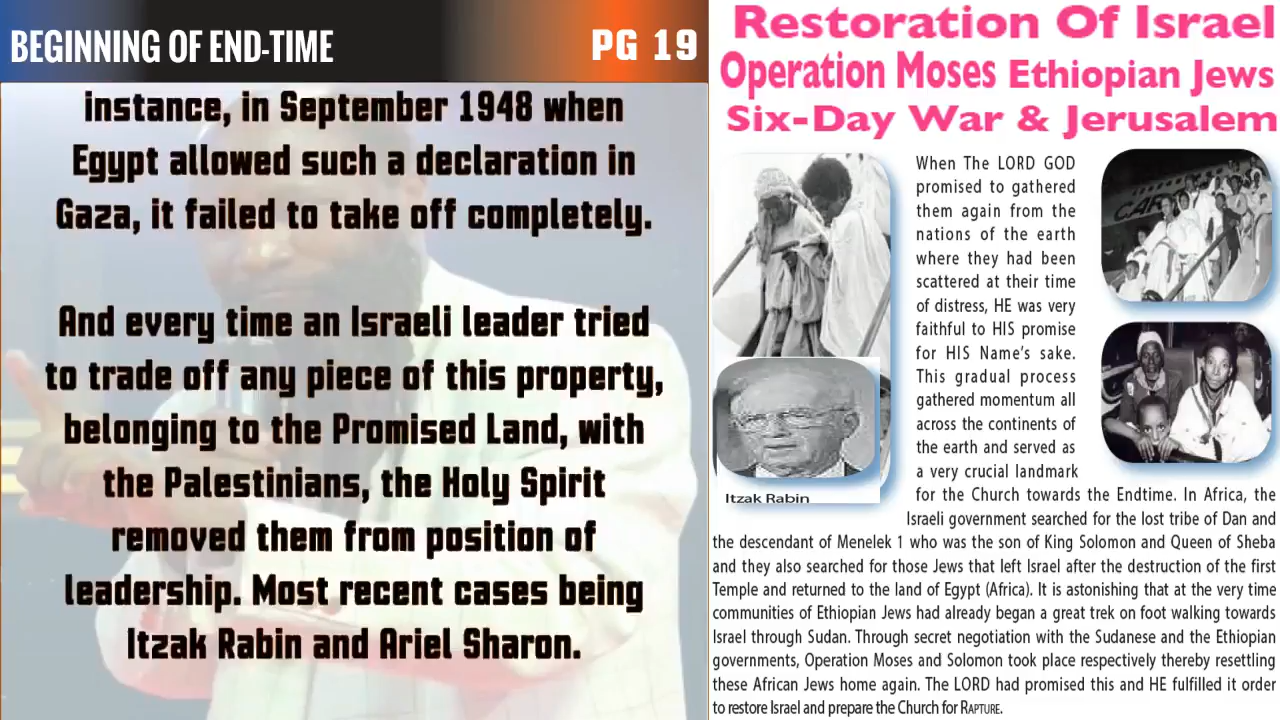 BEGINNING OF END-TIME
PG 19
instance, in September 1948 when
Egypt allowed such a declaration in
Gaza, it failed to take off completely.
And every time an Israeli leader tried
to trade off any piece of this property,
belonging to the Promised Land, with
the Palestinians, the Holy Spirit
removed them from position of
leadership. Most recent cases being
Itzak Rabin and Ariel Sharon.
Restoration Of Israel
Operation Moses Ethiopian Jews
Six-Day War & Jerusalem
When The LORD GOD
promised to gathered
them again from the
nations of the earth
where they had been
scattered at their time
of distress, HE was very
faithful to HIS promise
for HIS Name's sake.
This gradual process
gathered momentum all
across the continents of
the earth and served as
a very crucial landmark
for the Church towards the Endtime. In Africa, the
Israeli government searched for the lost tribe of Dan and
the descendant of Menelek 1 who was the son of King Solomon and Queen of Sheba
and they also searched for those Jews that left Israel after the destruction of the first
Temple and returned to the land of Egypt (Africa). It is astonishing that at the very time
communities of Ethiopian Jews had already began a great trek on foot walking towards
Israel through Sudan. Through secret negotiation with the Sudanese and the Ethiopian
governments, Operation Moses and Solomon took place respectively thereby resettling
these African Jews home again. The LORD had promised this and HE fulfilled it order
to restore Israel and prepare the Church for RAPTURE.
Itzak Rabin